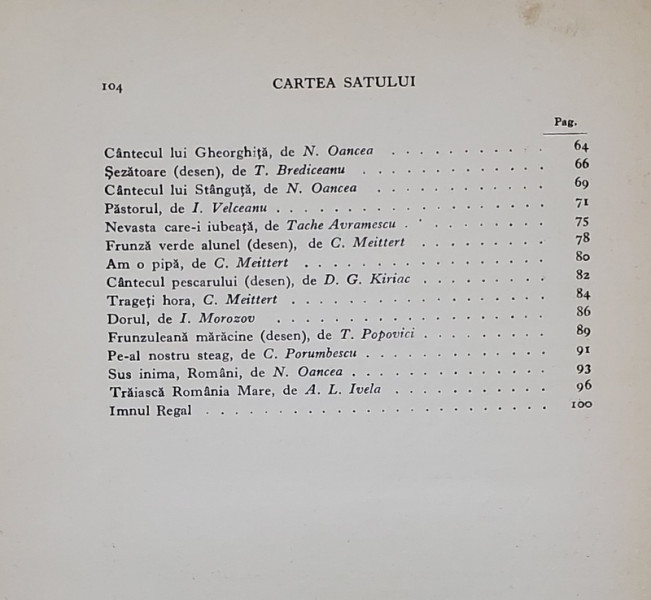 104 CARTEA SATULUI
Pag.
Cântecul lui Gheorghiță, de N. Oancea . . . . . . . . . . . 64
Șezătoare (desen), de T. Brediceanu . . . . . . . . . . . 66
Cântecul lui Stânguță, de N. Oancea . . . . . . . . . . . 69
Păstorul, de I. Velceanu . . . . . . . . . . . . . . . . 71
Nevasta care-i iubeață, de Tache Avramescu . . . . . . . . . 75
Frunză verde alunel (desen), de C. Meittert . . . . . . . . 78
Am o pipă, de C. Meittert . . . . . . . . . . . . . . 80
Cântecul pescarului (desen), de D. G. Kiriac . . . . . . . . 82
Trageți hora, C. Meittert . . . . . . . . . . . . . . . 84
Dorul, de I. Morozov . . . . . . . . . . . . . . . . 86
Frunzuleană mărăcine (desen), de T. Popovici . . . . . . . . 89
Pe-al nostru steag, de C. Porumbescu . . . . . . . . . . . 91
Sus inima, Români, de N. Oancea . . . . . . . . . . . . 93
Trăiască România Mare, de A. L. Ivela . . . . . . . . . . 96
Imnul Regal . . . . . . . . . . . . . . . . . . . . 100